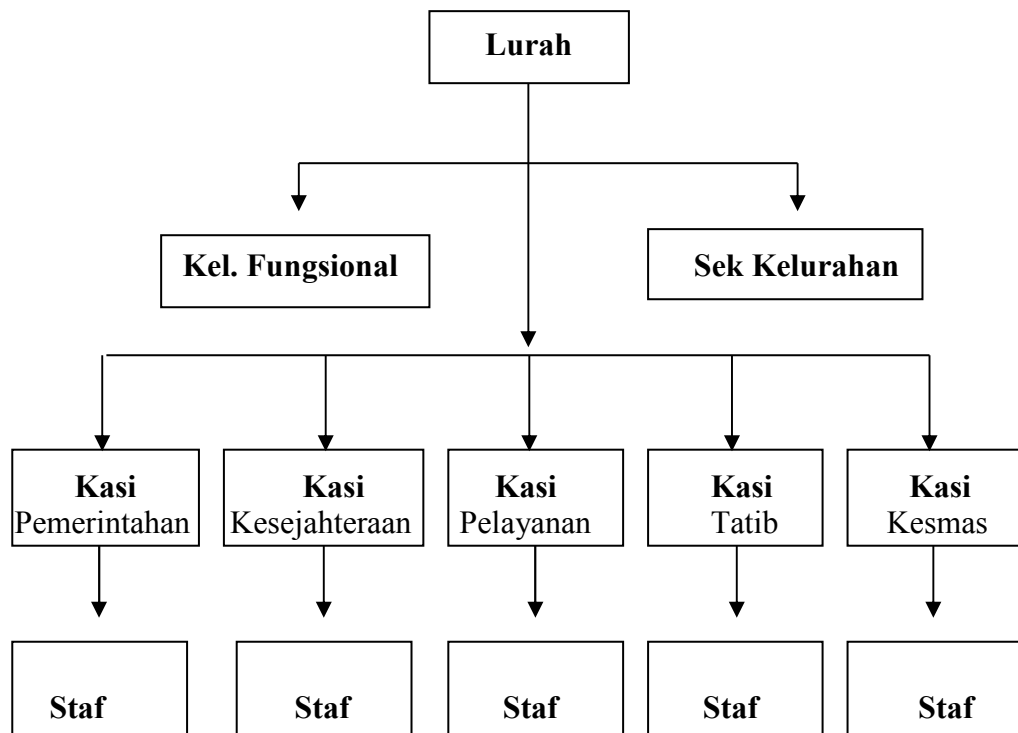 Lurah
Kel. Fungsional
Sek Kelurahan
Kasi
Pemerintahan
Kasi
Kesejahteraan
Kasi
Pelayanan
Kasi
Tatib
Kasi
Kesmas
Staf
Staf
Staf
Staf
Staf